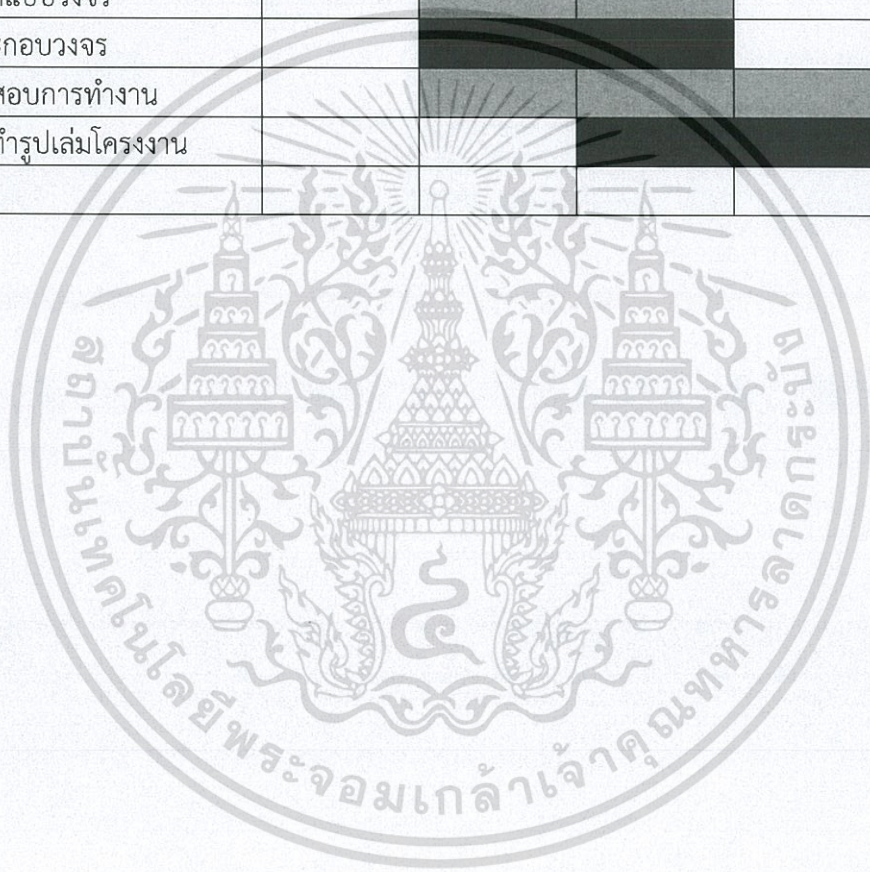 กอบวงจร
สอบการทำงาน
ทำรูปเล่มโครงงาน
๔
สถาบันเทคโนโลยีพระจอมเกล้าเจ้าคุณทหารลาดกระบัง